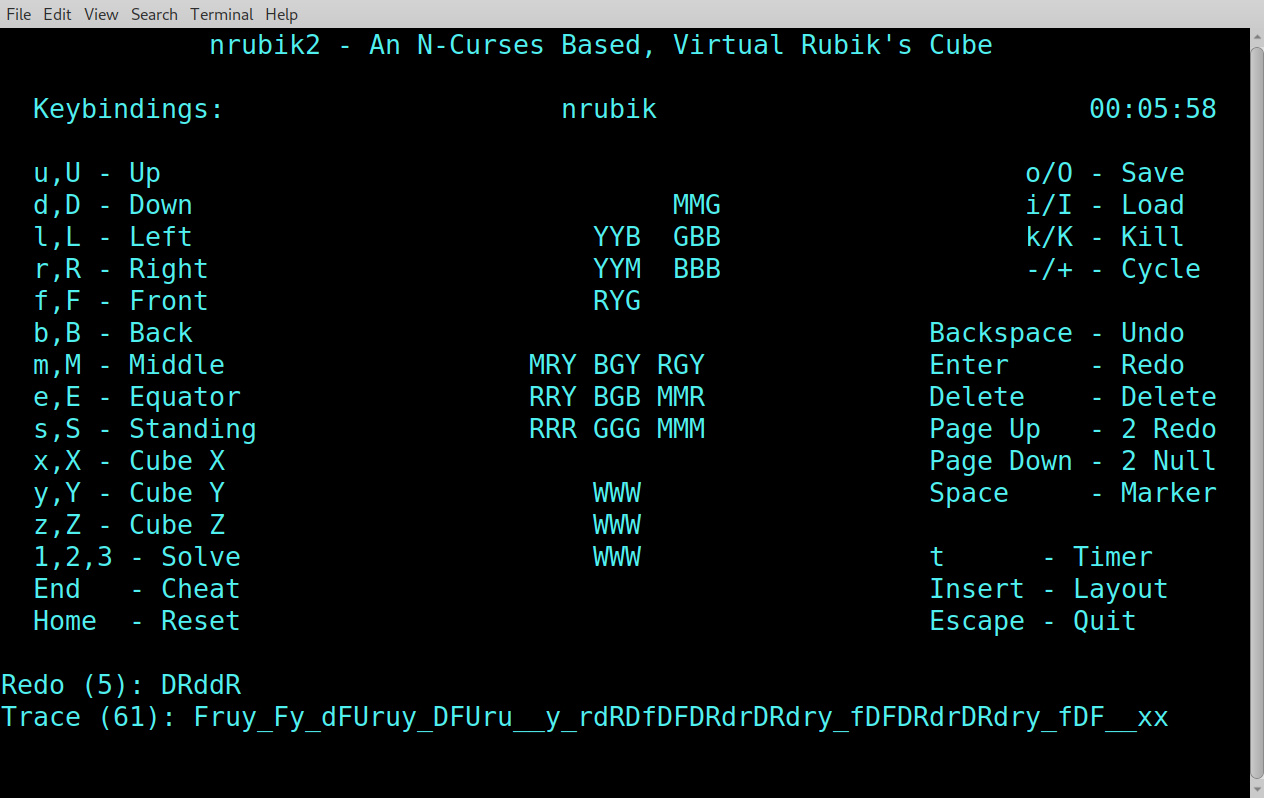 File Edit View Search Terminal Help
nrubik2 - An N-Curses Based, Virtual Rubik's Cube
Keybindings: nrubik 00:05:58
u,U - Up o/O - Save
d,D - Down MMG i/I - Load
l,L - Left YYB GBB k/K - Kill
r,R - Right YYM BBB -/+ - Cycle
f,F - Front RYG
b,B - Back Backspace - Undo
m,M - Middle MRY BGY RGY Enter - Redo
e,E - Equator RRY BGB MMR Delete - Delete
s,S - Standing RRR GGG MMM Page Up - 2 Redo
x,X - Cube X Page Down - 2 Null
y,Y - Cube Y WWW Space - Marker
z,Z - Cube Z WWW
1,2,3 - Solve WWW t - Timer
End - Cheat Insert - Layout
Home - Reset Escape - Quit
Redo (5): DRddR
Trace (61): Fruy_Fy_dFUruy_DFUru__y_rdRDfDFDRdrDRdry_fDFDRdrDRdry_fDF__xx